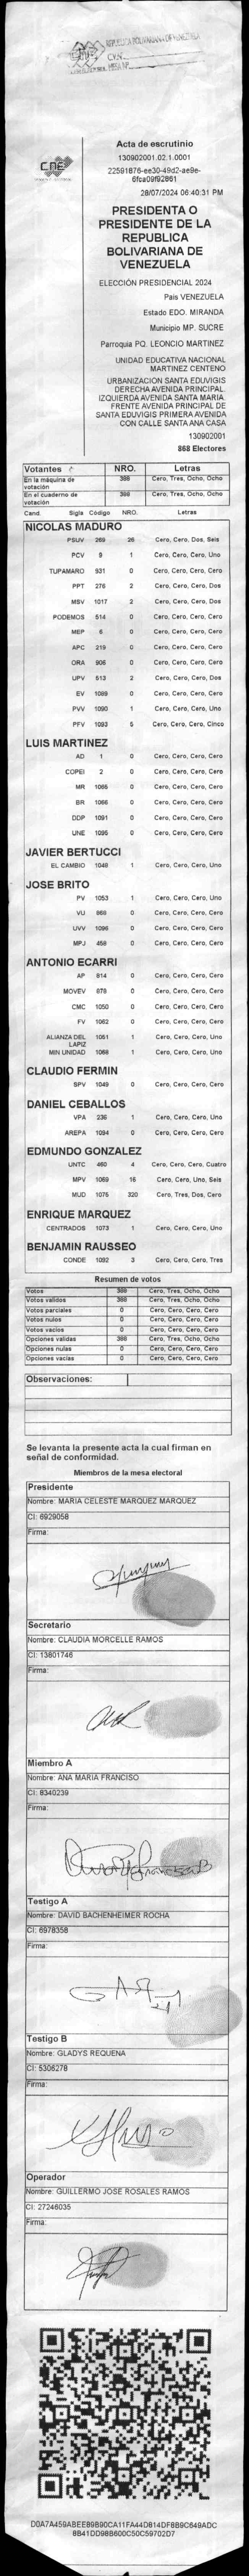 REPUBLICA BOLIVARIANA DE VENEZUELA
CNE
Acta de escrutinio
130902001.02.1.0001
22591876-ee30-49d2-ae9e-
6fca09f92861
28/07/2024 06:40:31 PM
PRESIDENTA O
PRESIDENTE DE LA
REPUBLICA
BOLIVARIANA DE
VENEZUELA
ELECCIÓN PRESIDENCIAL 2024
Pais VENEZUELA
Estado EDO. MIRANDA
Municipio MP. SUCRE
Parroquia PQ. LEONCIO MARTINEZ
UNIDAD EDUCATIVA NACIONAL
MARTINEZ CENTENO
URBANIZACION SANTA EDUVIGIS
DERECHA AVENIDA PRINCIPAL.
IZQUIERDA AVENIDA SANTA MARIA.
FRENTE AVENIDA PRINCIPAL DE
SANTA EDUVIGIS PRIMERA AVENIDA
CON CALLE SANTA ANA CASA
130902001
868 Electores
Votantes NRO. Letras
En la máquina de votación 388 Cero, Tres, Ocho, Ocho
En el cuaderno de votación 388 Cero, Tres, Ocho, Ocho
Cand. Sigla Código NRO. Letras
NICOLAS MADURO
PSUV 269 26 Cero, Cero, Dos, Seis
PCV 9 1 Cero, Cero, Cero, Uno
TUPAMARO 931 0 Cero, Cero, Cero, Cero
PPT 276 2 Cero, Cero, Cero, Dos
MSV 1017 2 Cero, Cero, Cero, Dos
PODEMOS 514 0 Cero, Cero, Cero, Cero
MEP 6 0 Cero, Cero, Cero, Cero
APC 219 0 Cero, Cero, Cero, Cero
ORA 906 0 Cero, Cero, Cero, Cero
UPV 613 2 Cero, Cero, Cero, Dos
EV 1089 0 Cero, Cero, Cero, Cero
PVV 1090 1 Cero, Cero, Cero, Uno
PFV 1093 5 Cero, Cero, Cero, Cinco
LUIS MARTINEZ
AD 1 0 Cero, Cero, Cero, Cero
COPEI 2 0 Cero, Cero, Cero, Cero
MR 1065 0 Cero, Cero, Cero, Cero
BR 1066 0 Cero, Cero, Cero, Cero
DDP 1091 0 Cero, Cero, Cero, Cero
UNE 1095 0 Cero, Cero, Cero, Cero
JAVIER BERTUCCI
EL CAMBIO 1048 1 Cero, Cero, Cero, Uno
JOSE BRITO
PV 1053 1 Cero, Cero, Cero, Uno
VU 868 0 Cero, Cero, Cero, Cero
UVV 1096 0 Cero, Cero, Cero, Cero
MPJ 458 0 Cero, Cero, Cero, Cero
ANTONIO ECARRI
AP 814 0 Cero, Cero, Cero, Cero
MOVEV 878 0 Cero, Cero, Cero, Cero
CMC 1050 0 Cero, Cero, Cero, Cero
FV 1062 0 Cero, Cero, Cero, Cero
ALIANZA DEL LAPIZ 1061 1 Cero, Cero, Cero, Uno
MIN UNIDAD 1068 1 Cero, Cero, Cero, Uno
CLAUDIO FERMIN
SPV 1049 0 Cero, Cero, Cero, Cero
DANIEL CEBALLOS
VPA 236 1 Cero, Cero, Cero, Uno
AREPA 1094 0 Cero, Cero, Cero, Cero
EDMUNDO GONZALEZ
UNTC 460 4 Cero, Cero, Cero, Cuatro
MPV 1069 16 Cero, Cero, Uno, Seis
MUD 1075 320 Cero, Tres, Dos, Cero
ENRIQUE MARQUEZ
CENTRADOS 1073 1 Cero, Cero, Cero, Uno
BENJAMIN RAUSSEO
CONDE 1092 3 Cero, Cero, Cero, Tres
Resumen de votos
Votos 388 Cero, Tres, Ocho, Ocho
Votos validos 388 Cero, Tres, Ocho, Ocho
Votos parciales 0 Cero, Cero, Cero, Cero
Votos nulos 0 Cero, Cero, Cero, Cero
Votos vacios 0 Cero, Cero, Cero, Cero
Opciones validas 388 Cero, Tres, Ocho, Ocho
Opciones nulas 0 Cero, Cero, Cero, Cero
Opciones vacias 0 Cero, Cero, Cero, Cero
Observaciones:
Se levanta la presente acta la cual firman en
señal de conformidad.
Miembros de la mesa electoral
Presidente
Nombre: MARIA CELESTE MARQUEZ MARQUEZ
CI: 6929058
Firma:
Secretario
Nombre: CLAUDIA MORCELLE RAMOS
CI: 13801746
Firma:
Miembro A
Nombre: ANA MARIA FRANCISO
CI: 8340239
Firma:
Testigo A
Nombre: DAVID BACHENHEIMER ROCHA
CI: 6978358
Firma:
Testigo B
Nombre: GLADYS REQUENA
CI: 5306278
Firma:
Operador
Nombre: GUILLERMO JOSE ROSALES RAMOS
CI: 27246035
Firma:
D0A7A459ABEE89B90CA11FA44D814DF8B9C649ADC
8B41DD98B600C50C59702D7